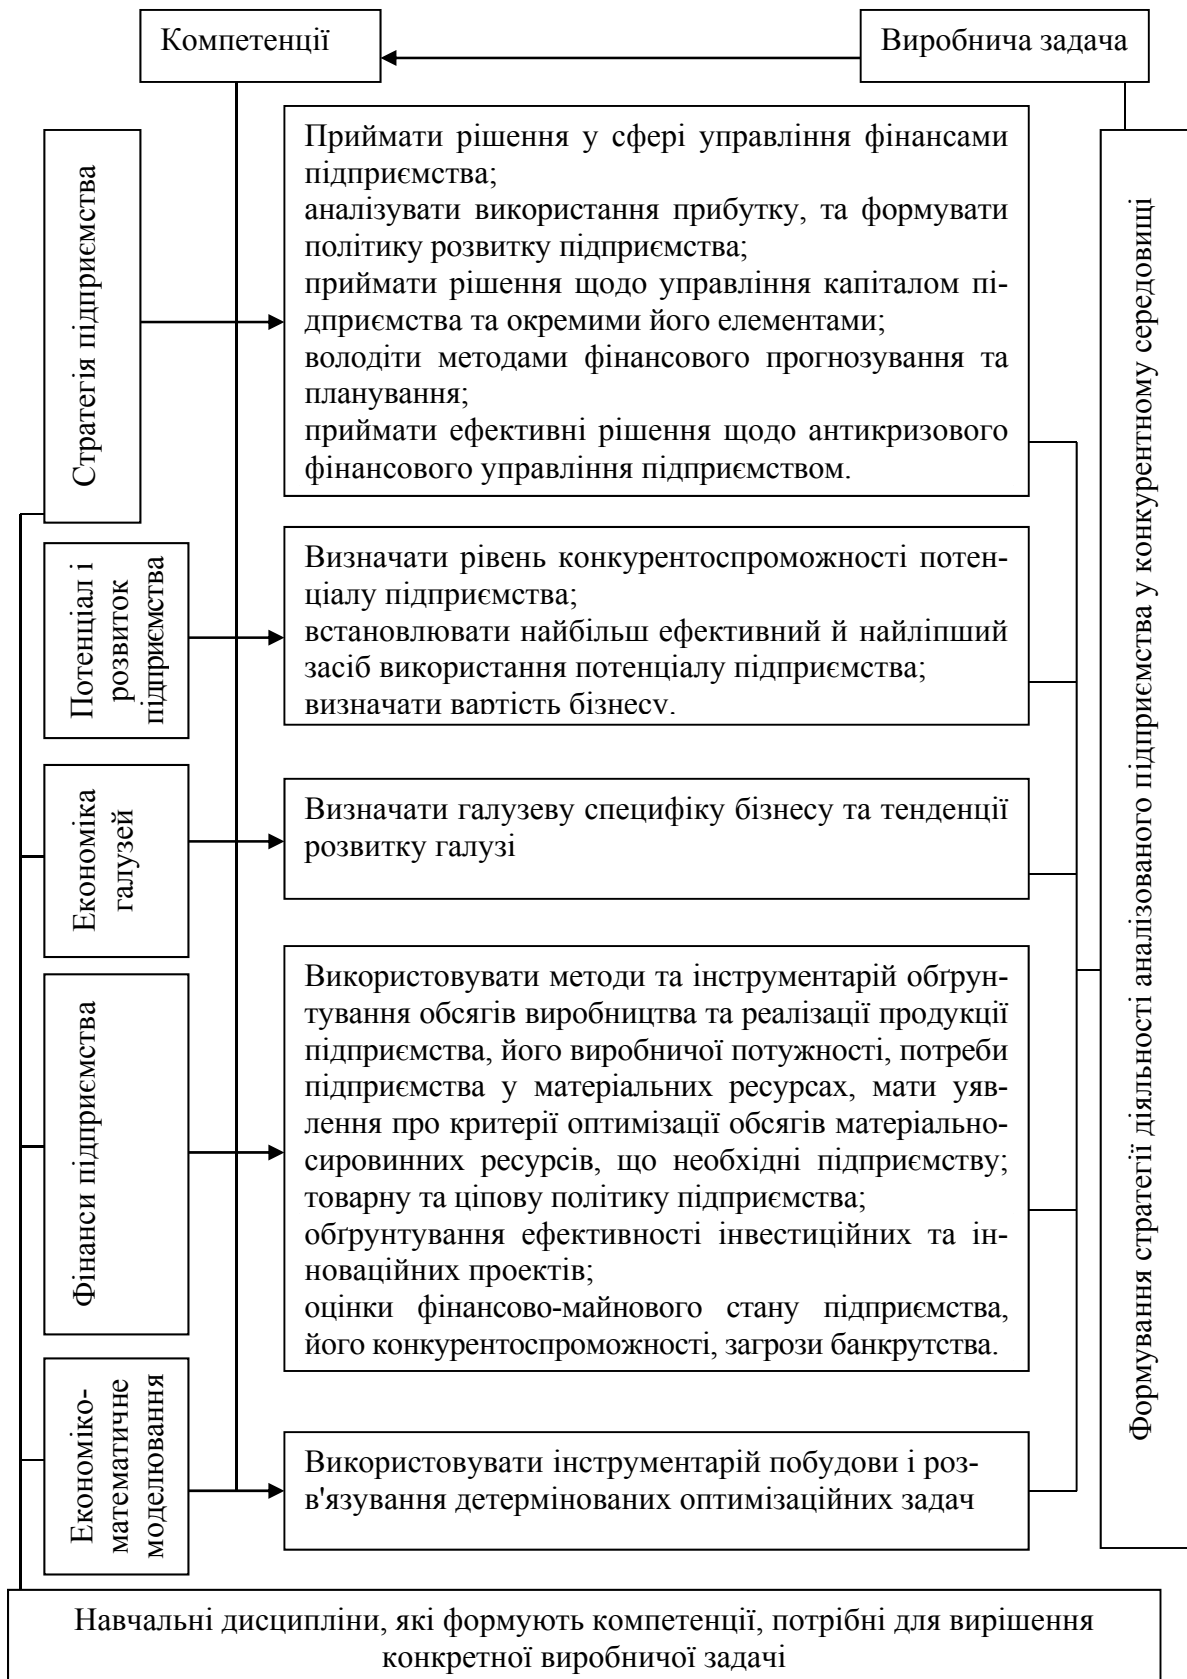 Компетенції
Виробнича задача
Стратегія підприємства
Приймати рішення у сфері управління фінансами
підприємства;
аналізувати використання прибутку, та формувати
політику розвитку підприємства;
приймати рішення щодо управління капіталом пі-
дприємства та окремими його елементами;
володіти методами фінансового прогнозування та
планування;
приймати ефективні рішення щодо антикризового
фінансового управління підприємством.
Потенціал і
розвиток
підприємства
Визначати рівень конкурентоспроможності потен-
ціалу підприємства;
встановлювати найбільш ефективний й найліпший
засіб використання потенціалу підприємства;
визначати вартість бізнесу.
Економіка
галузей
Визначати галузеву специфіку бізнесу та тенденції
розвитку галузі
Фінанси підприємства
Використовувати методи та інструментарій обґрун-
тування обсягів виробництва та реалізації продукції
підприємства, його виробничої потужності, потреби
підприємства у матеріальних ресурсах, мати уяв-
лення про критерії оптимізації обсягів матеріально-
сировинних ресурсів, що необхідні підприємству;
товарну та ціпову політику підприємства;
обґрунтування ефективності інвестиційних та ін-
новаційних проектів;
оцінки фінансово-майнового стану підприємства,
його конкурентоспроможності, загрози банкрутства.
Економіко-
математичне
моделювання
Використовувати інструментарій побудови і роз-
в'язування детермінованих оптимізаційних задач
Формування стратегії діяльності аналізованого підприємства у конкурентному середовищі
Навчальні дисципліни, які формують компетенції, потрібні для вирішення
конкретної виробничої задачі